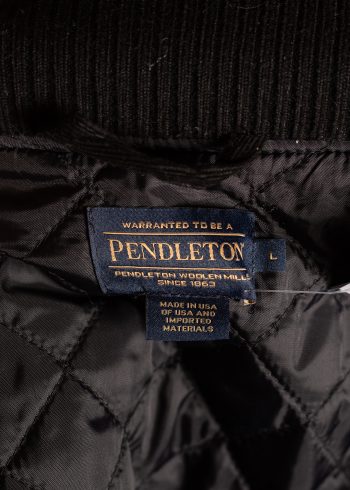 WARRANTED TO BE A
PENDLETON
PENDLETON WOOLEN MILLS
SINCE 1863
L
MADE IN USA
OF USA AND
IMPORTED
MATERIALS